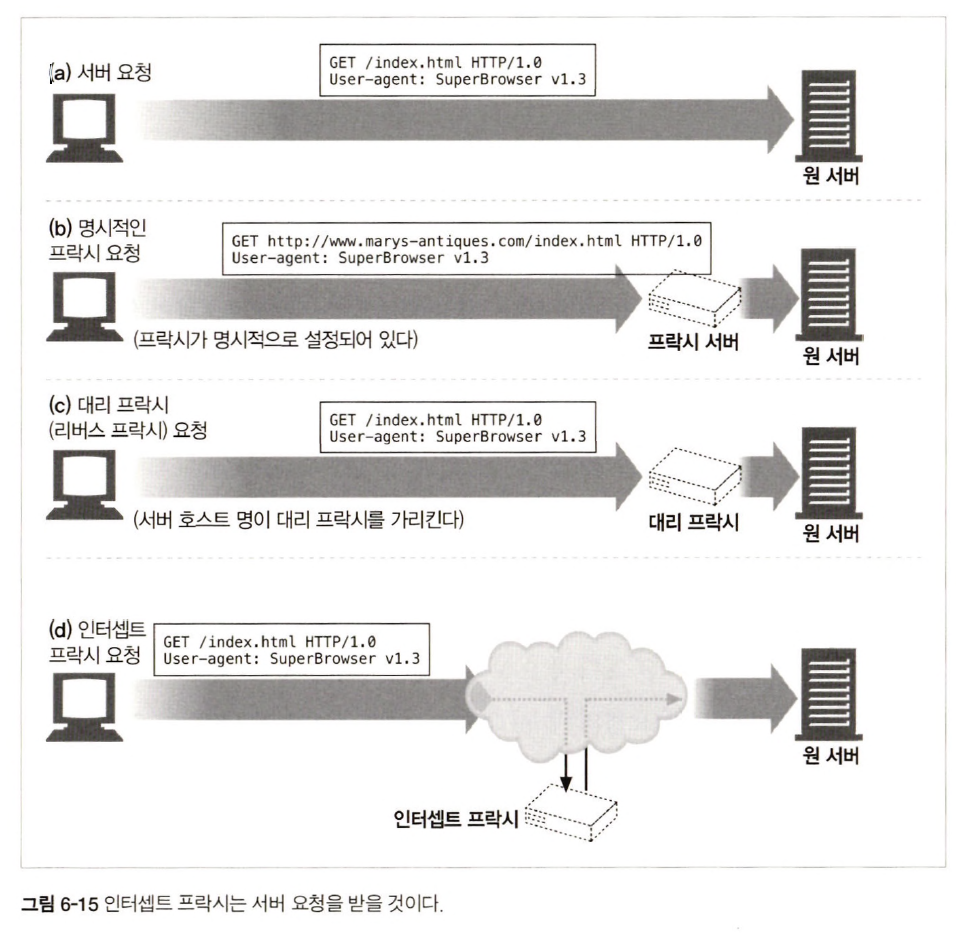 (a) 서버 요청
GET /index.html HTTP/1.0
User-agent: SuperBrowser v1.3
원 서버
(b) 명시적인
프락시 요청
GET http://www.marys-antiques.com/index.html HTTP/1.0
User-agent: SuperBrowser v1.3
(프락시가 명시적으로 설정되어 있다)
프락시 서버
원 서버
(c) 대리 프락시
(리버스 프락시) 요청
GET /index.html HTTP/1.0
User-agent: SuperBrowser v1.3
(서버 호스트 명이 대리 프락시를 가리킨다)
대리 프락시
원 서버
(d) 인터셉트
프락시 요청
GET /index.html HTTP/1.0
User-agent: SuperBrowser v1.3
원 서버
인터셉트 프락시
그림 6-15 인터셉트 프락시는 서버 요청을 받을 것이다.